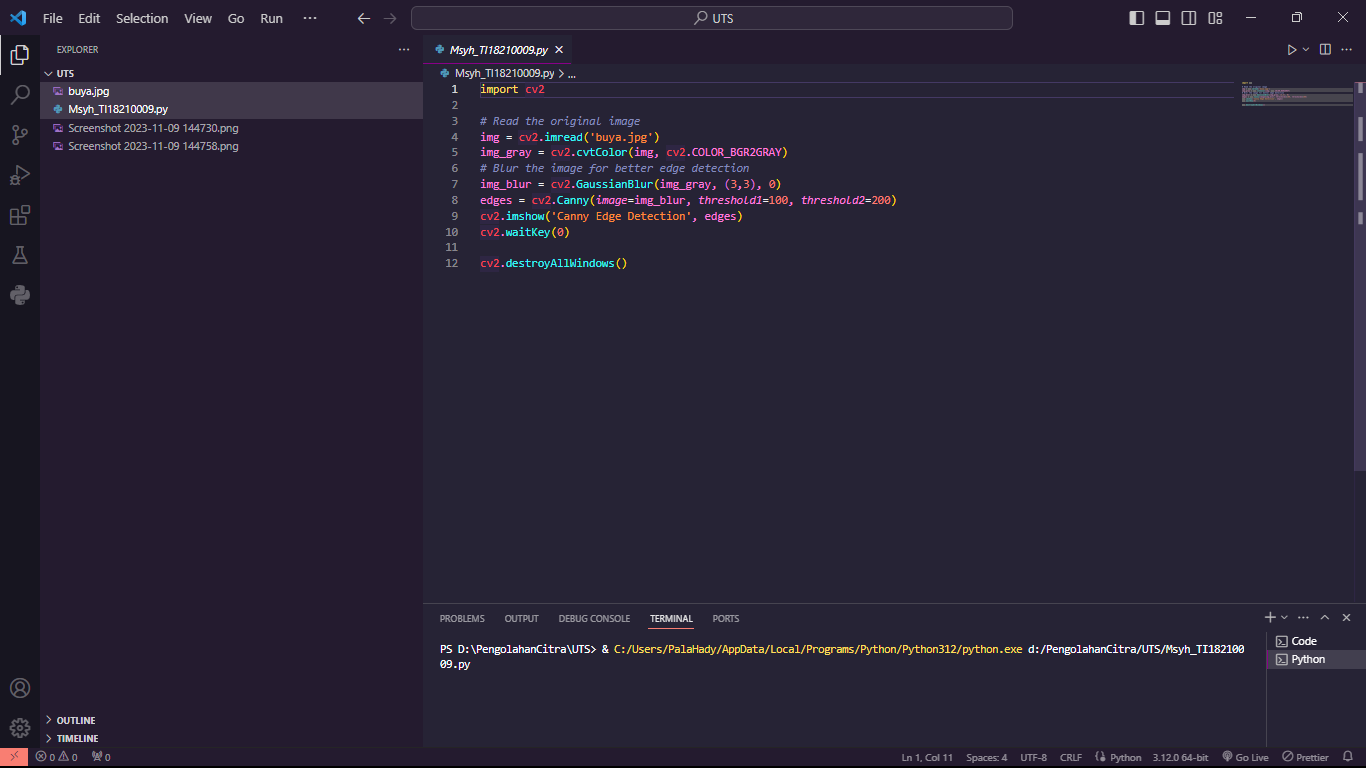 File Edit Selection View Go Run ··· UTS
EXPLORER ···
UTS
buya.jpg
Msyh_TI18210009.py
Screenshot 2023-11-09 144730.png
Screenshot 2023-11-09 144758.png
OUTLINE
TIMELINE
Msyh_TI18210009.py
Msyh_TI18210009.py > ...
1 import cv2
2
3 # Read the original image
4 img = cv2.imread('buya.jpg')
5 img_gray = cv2.cvtColor(img, cv2.COLOR_BGR2GRAY)
6 # Blur the image for better edge detection
7 img_blur = cv2.GaussianBlur(img_gray, (3,3), 0)
8 edges = cv2.Canny(image=img_blur, threshold1=100, threshold2=200)
9 cv2.imshow('Canny Edge Detection', edges)
10 cv2.waitKey(0)
11
12 cv2.destroyAllWindows()
PROBLEMS OUTPUT DEBUG CONSOLE TERMINAL PORTS
PS D:\PengolahanCitra\UTS> & C:/Users/PalaHady/AppData/Local/Programs/Python/Python312/python.exe d:/PengolahanCitra/UTS/Msyh_TI182100
09.py
Code
Python
0 0 0 Ln 1, Col 11 Spaces: 4 UTF-8 CRLF Python 3.12.0 64-bit Go Live Prettier